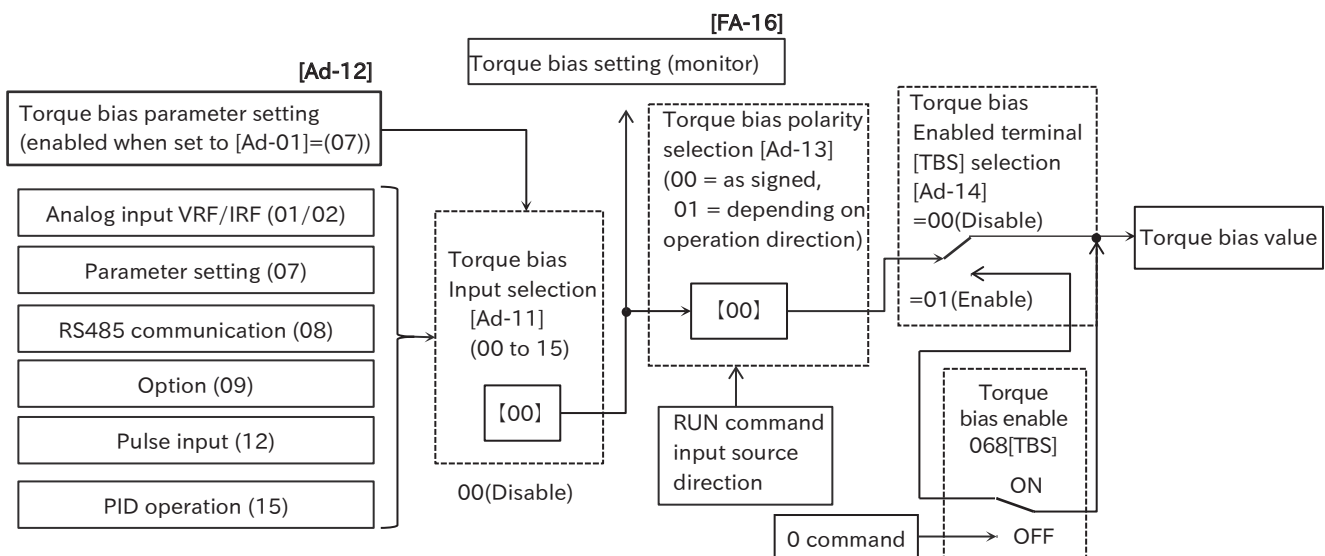 [FA-16]
Torque bias setting (monitor)
[Ad-12]
Torque bias parameter setting
(enabled when set to [Ad-01]=(07))
Analog input VRF/IRF (01/02)
Parameter setting (07)
RS485 communication (08)
Option (09)
Pulse input (12)
PID operation (15)
Torque bias
Input selection
[Ad-11]
(00 to 15)
【00】
00(Disable)
Torque bias polarity
selection [Ad-13]
(00 = as signed,
01 = depending on
operation direction)
【00】
RUN command
input source
direction
Torque bias
Enabled terminal
[TBS] selection
[Ad-14]
=00(Disable)
=01(Enable)
Torque
bias enable
068[TBS]
ON
OFF
0 command
Torque bias value